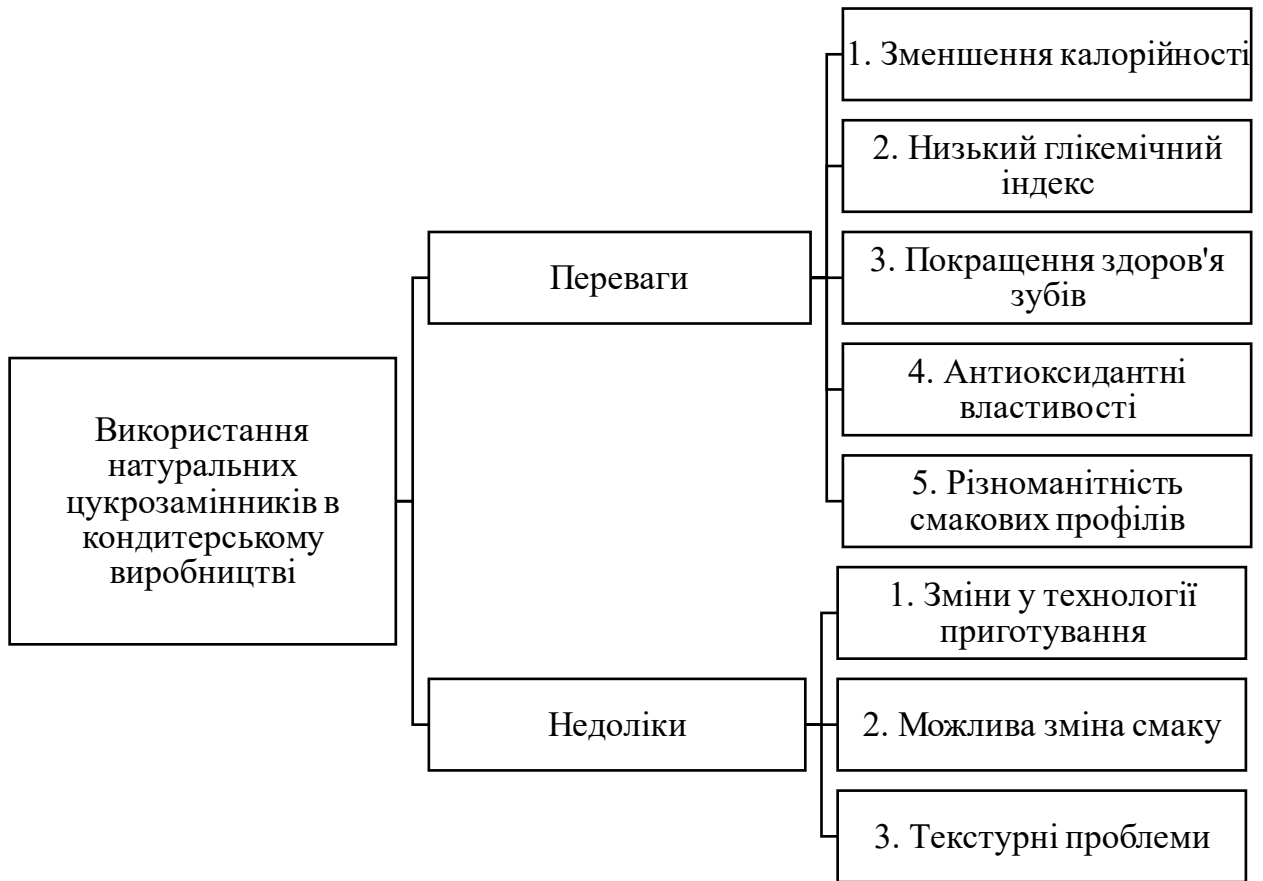 Використання
натуральних
цукрозамінників в
кондитерському
виробництві
Переваги
1. Зменшення калорійності
2. Низький глікемічний
індекс
3. Покращення здоров'я
зубів
4. Антиоксидантні
властивості
5. Різноманітність
смакових профілів
Недоліки
1. Зміни у технології
приготування
2. Можлива зміна смаку
3. Текстурні проблеми